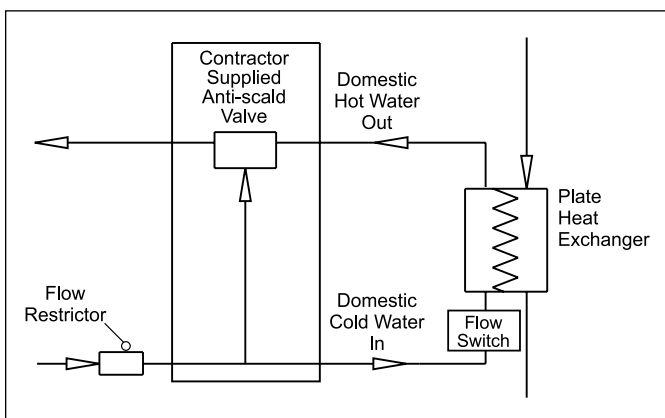 Contractor
Supplied
Anti-scald
Valve
Domestic
Hot Water
Out
Plate
Heat
Exchanger
Flow
Restrictor
Domestic
Cold Water
In
Flow
Switch